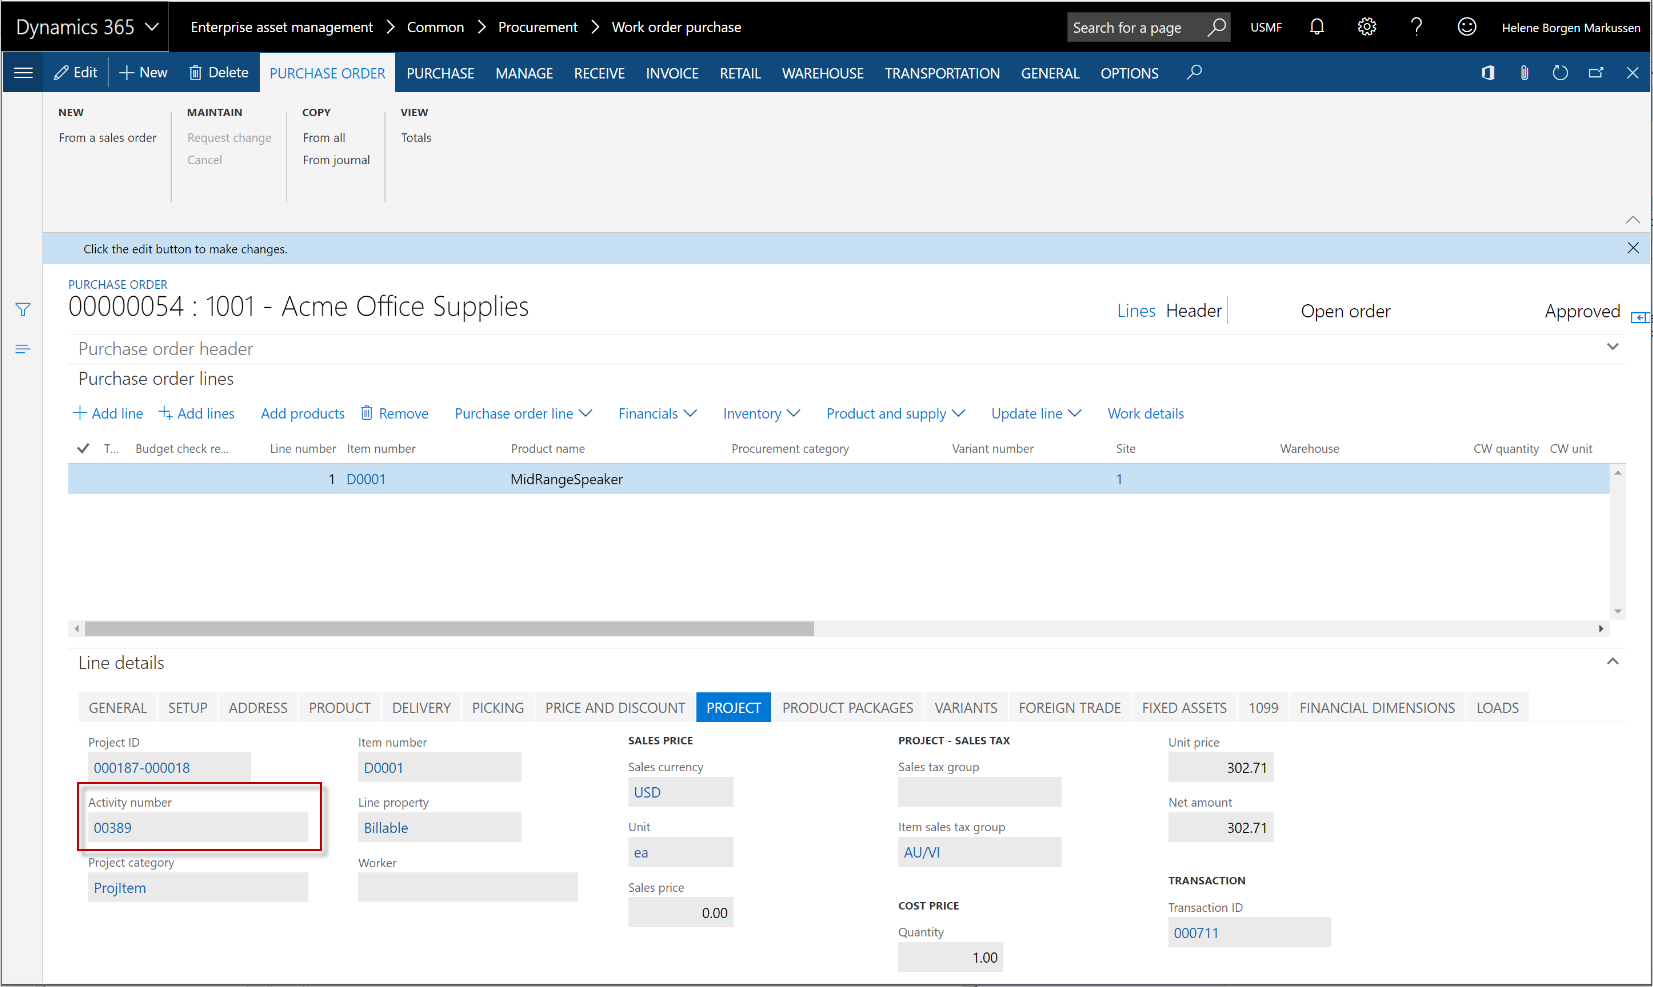 Dynamics 365 Enterprise asset management Common Procurement Work order purchase Search for a page USMF Helene Borgen Markussen
Edit New Delete PURCHASE ORDER PURCHASE MANAGE RECEIVE INVOICE RETAIL WAREHOUSE TRANSPORTATION GENERAL OPTIONS
NEW MAINTAIN COPY VIEW
From a sales order Request change From all Totals
Cancel From journal
Click the edit button to make changes.
PURCHASE ORDER
00000054 : 1001 - Acme Office Supplies Lines Header Open order Approved
Purchase order header
Purchase order lines
Add line Add lines Add products Remove Purchase order line Financials Inventory Product and supply Update line Work details
T... Budget check re... Line number Item number Product name Procurement category Variant number Site Warehouse CW quantity CW unit
1 D0001 MidRangeSpeaker 1
Line details
GENERAL SETUP ADDRESS PRODUCT DELIVERY PICKING PRICE AND DISCOUNT PROJECT PRODUCT PACKAGES VARIANTS FOREIGN TRADE FIXED ASSETS 1099 FINANCIAL DIMENSIONS LOADS
Project ID
000187-000018
Activity number
00389
Project category
ProjItem
Item number
D0001
Line property
Billable
Worker
SALES PRICE
Sales currency
USD
Unit
ea
Sales price
0.00
PROJECT - SALES TAX
Sales tax group
Item sales tax group
AU/VI
COST PRICE
Quantity
1.00
Unit price
302.71
Net amount
302.71
TRANSACTION
Transaction ID
000711